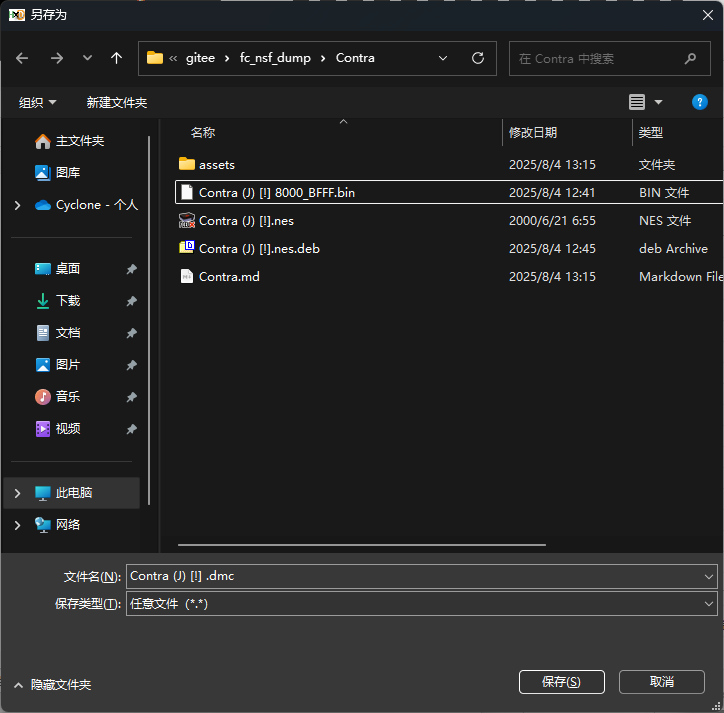 另存为
« gitee › fc_nsf_dump › Contra
在 Contra 中搜索
组织 新建文件夹
主文件夹
图库
Cyclone - 个人
桌面
下载
文档
图片
音乐
视频
此电脑
网络
名称 修改日期 类型
assets 2025/8/4 13:15 文件夹
Contra (J) [!] 8000_BFFF.bin 2025/8/4 12:41 BIN 文件
Contra (J) [!].nes 2000/6/21 6:55 NES 文件
Contra (J) [!].nes.deb 2025/8/4 12:45 deb Archive
Contra.md 2025/8/4 13:15 Markdown File
文件名(N): Contra (J) [!] .dmc
保存类型(T): 任意文件 (*.*)
隐藏文件夹 保存(S) 取消